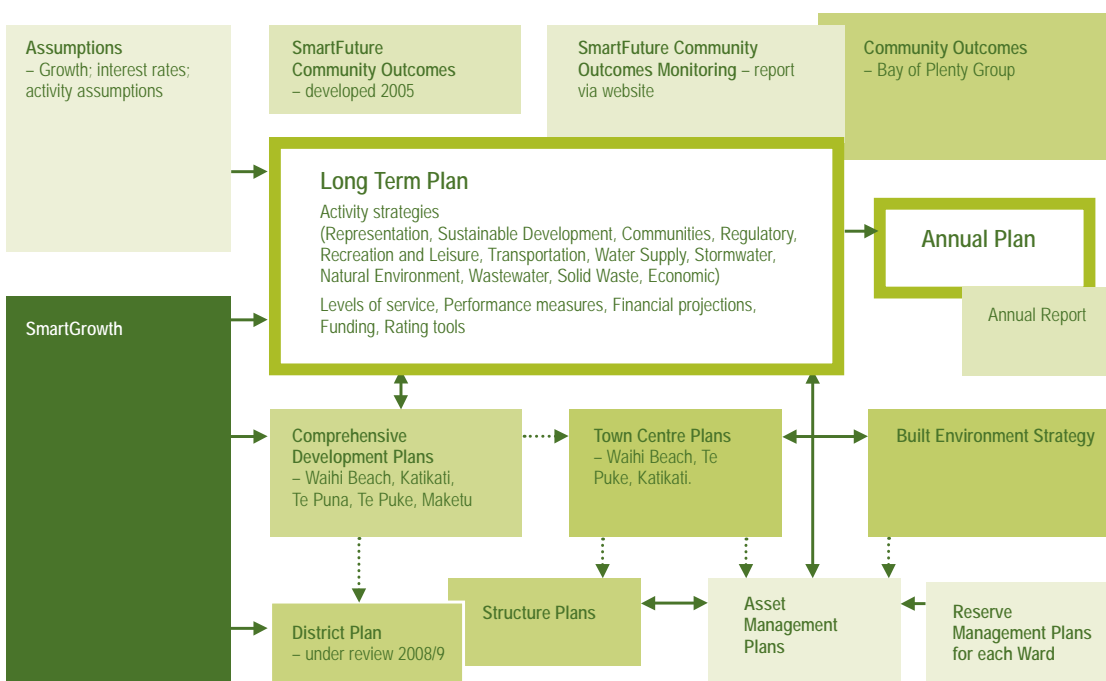 Assumptions
– Growth; interest rates;
activity assumptions
SmartFuture
Community Outcomes
– developed 2005
SmartFuture Community
Outcomes Monitoring – report
via website
Community Outcomes
– Bay of Plenty Group
Long Term Plan
Activity strategies
(Representation, Sustainable Development, Communities, Regulatory,
Recreation and Leisure, Transportation, Water Supply, Stormwater,
Natural Environment, Wastewater, Solid Waste, Economic)
Levels of service, Performance measures, Financial projections,
Funding, Rating tools
Annual Plan
Annual Report
SmartGrowth
Comprehensive
Development Plans
– Waihi Beach, Katikati,
Te Puna, Te Puke, Maketu
Town Centre Plans
– Waihi Beach, Te
Puke, Katikati.
Built Environment Strategy
District Plan
– under review 2008/9
Structure Plans
Asset
Management
Plans
Reserve
Management Plans
for each Ward